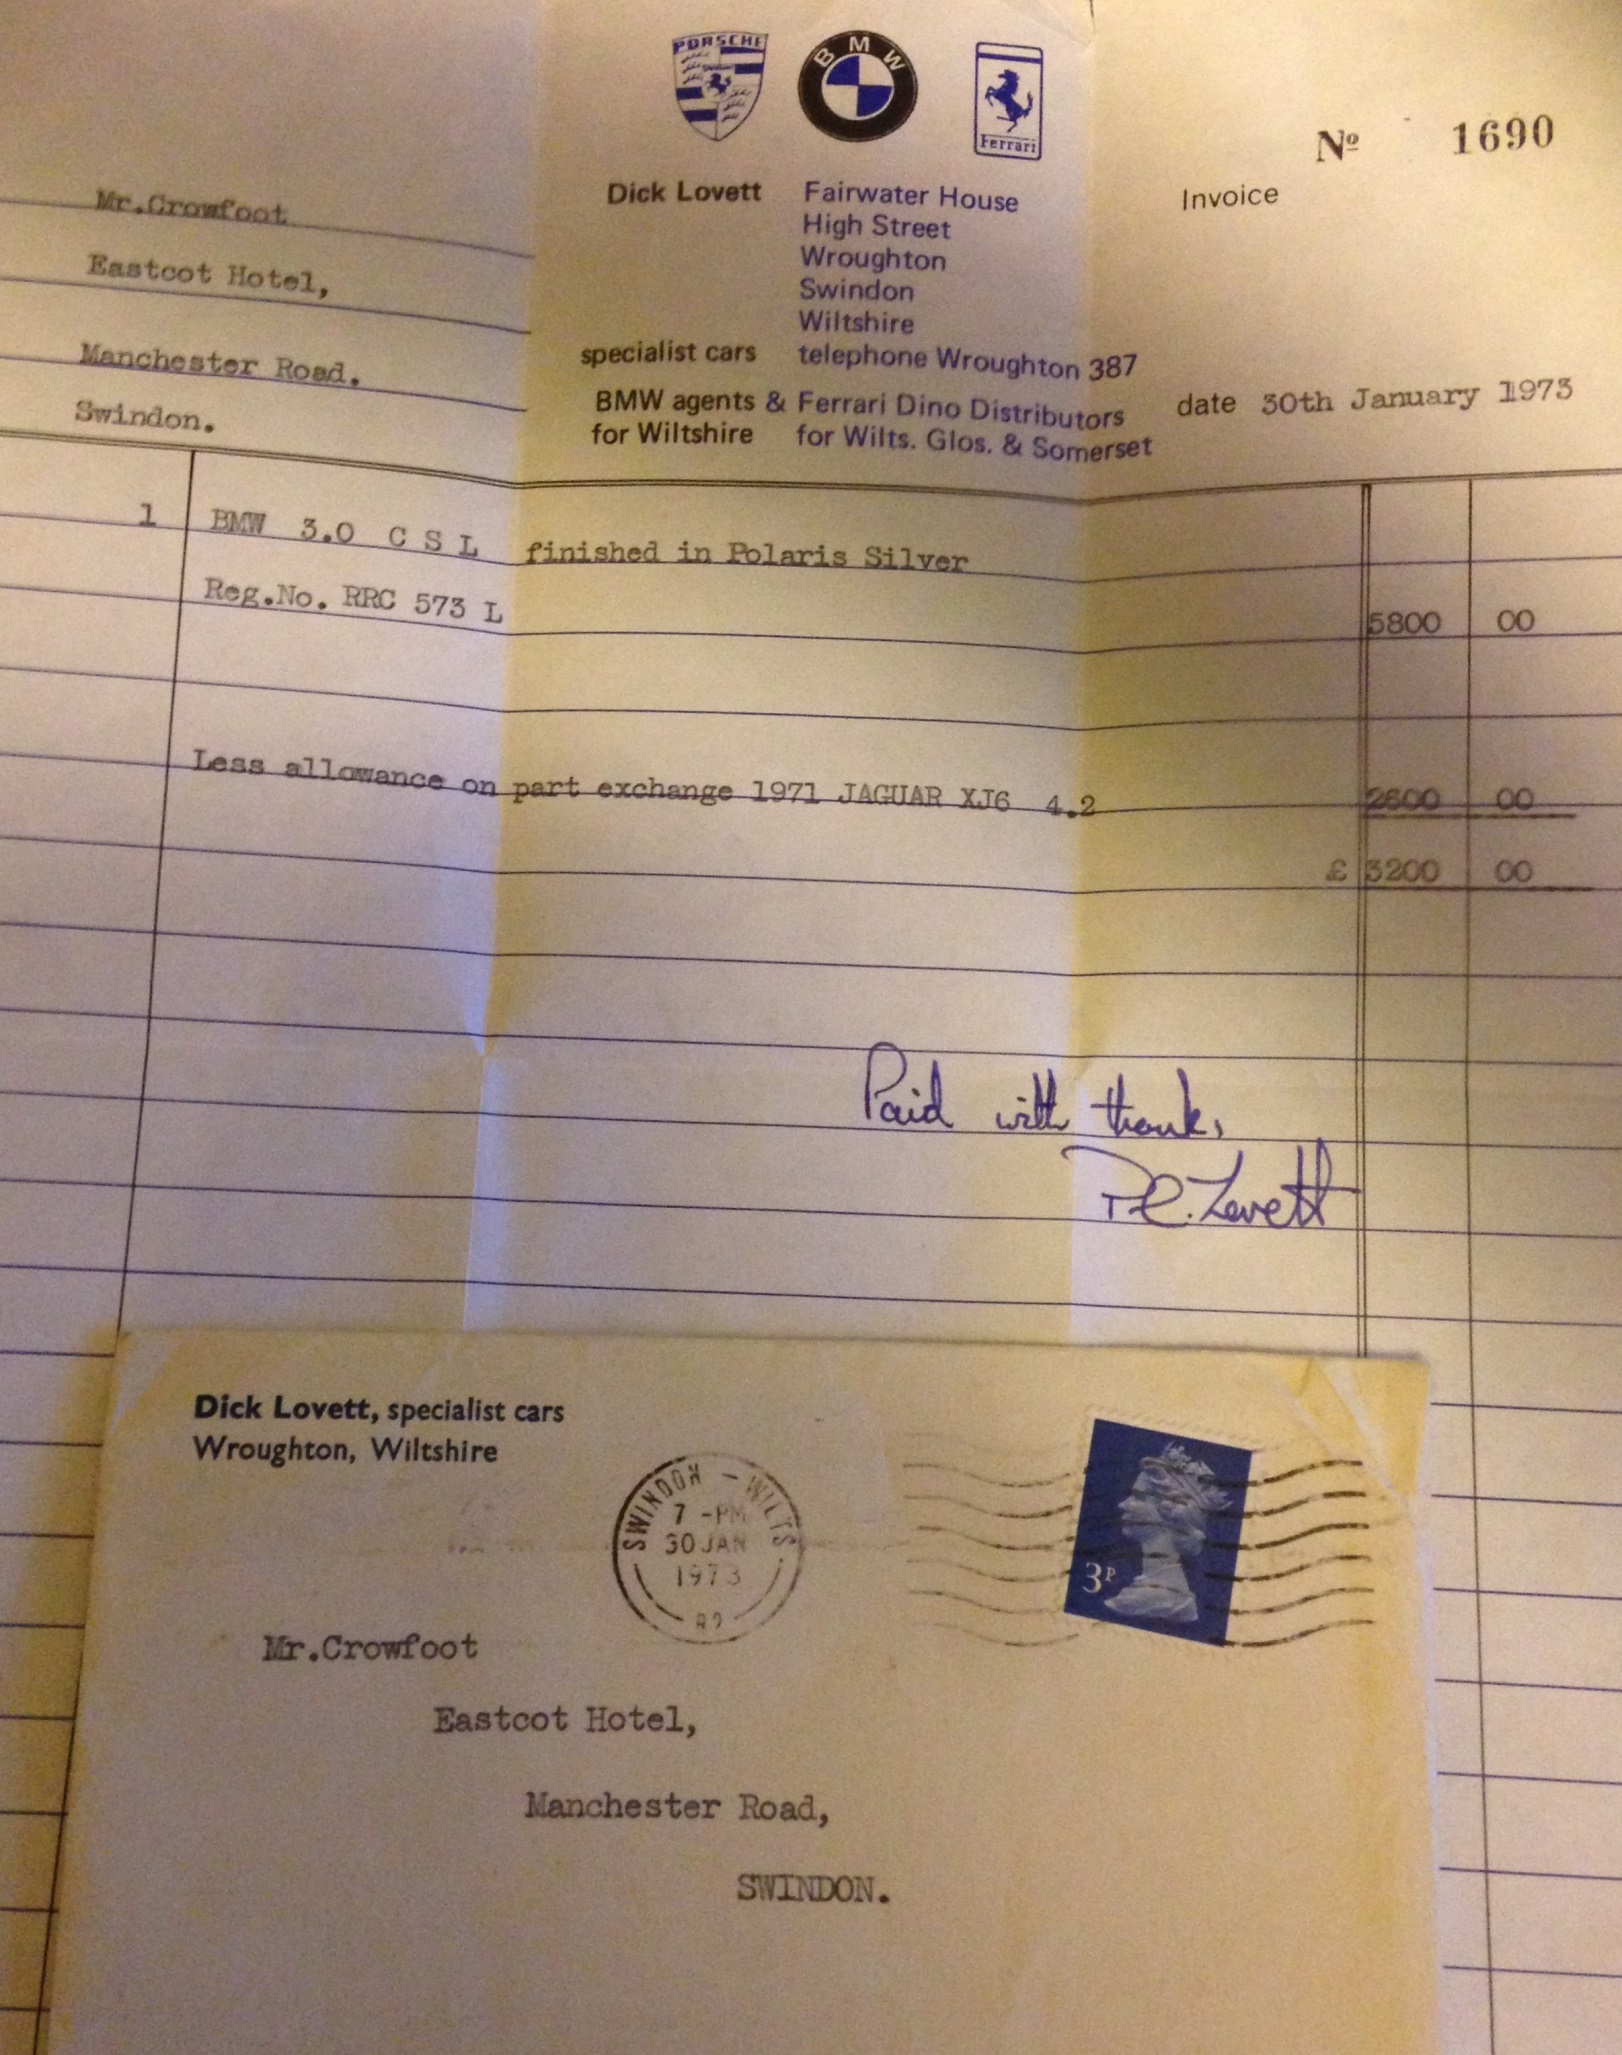 PORSCHE
BMW
Ferrari
Nº 1690
Invoice
Mr.Crowfoot
Eastcot Hotel,
Manchester Road.
Swindon.
Dick Lovett Fairwater House
High Street
Wroughton
Swindon
Wiltshire
specialist cars telephone Wroughton 387
BMW agents & Ferrari Dino Distributors
for Wiltshire for Wilts. Glos. & Somerset
date 30th January 1973
1 BMW 3.0 C S L finished in Polaris Silver
Reg.No. RRC 573 L 5800 00
Less allowance on part exchange 1971 JAGUAR XJ6 4.2 2600 00
£ 3200 00
Paid with thanks
Lovett
Dick Lovett, specialist cars
Wroughton, Wiltshire
SWINDON - WILTS
7 -PM
30 JAN
1973
3P
Mr.Crowfoot
Eastcot Hotel,
Manchester Road,
SWINDON.